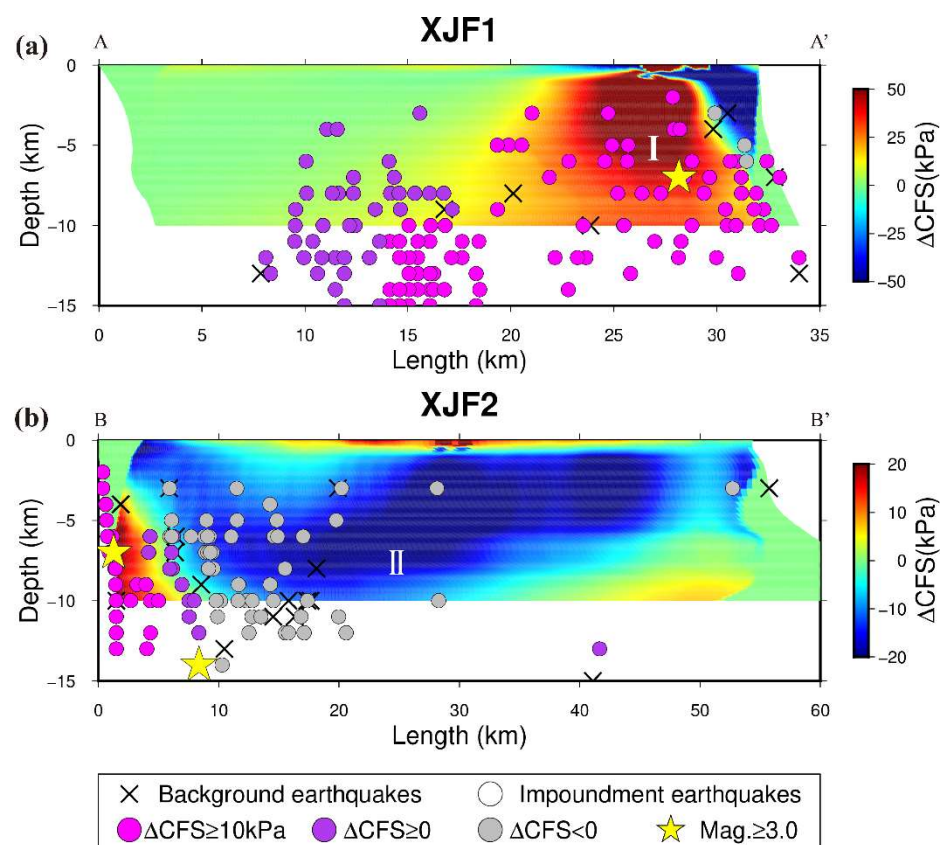 (a) A XJF1 A’
0
−5
−10
−15
Depth (km)
I
0 5 10 15 20 25 30 35
Length (km)
50
25
0
−25
−50
ΔCFS(kPa)
(b) B XJF2 B’
0
−5
−10
−15
Depth (km)
II
0 10 20 30 40 50 60
Length (km)
20
10
0
−10
−20
ΔCFS(kPa)
Background earthquakes Impoundment earthquakes
ΔCFS≥10kPa ΔCFS≥0 ΔCFS<0 Mag.≥3.0